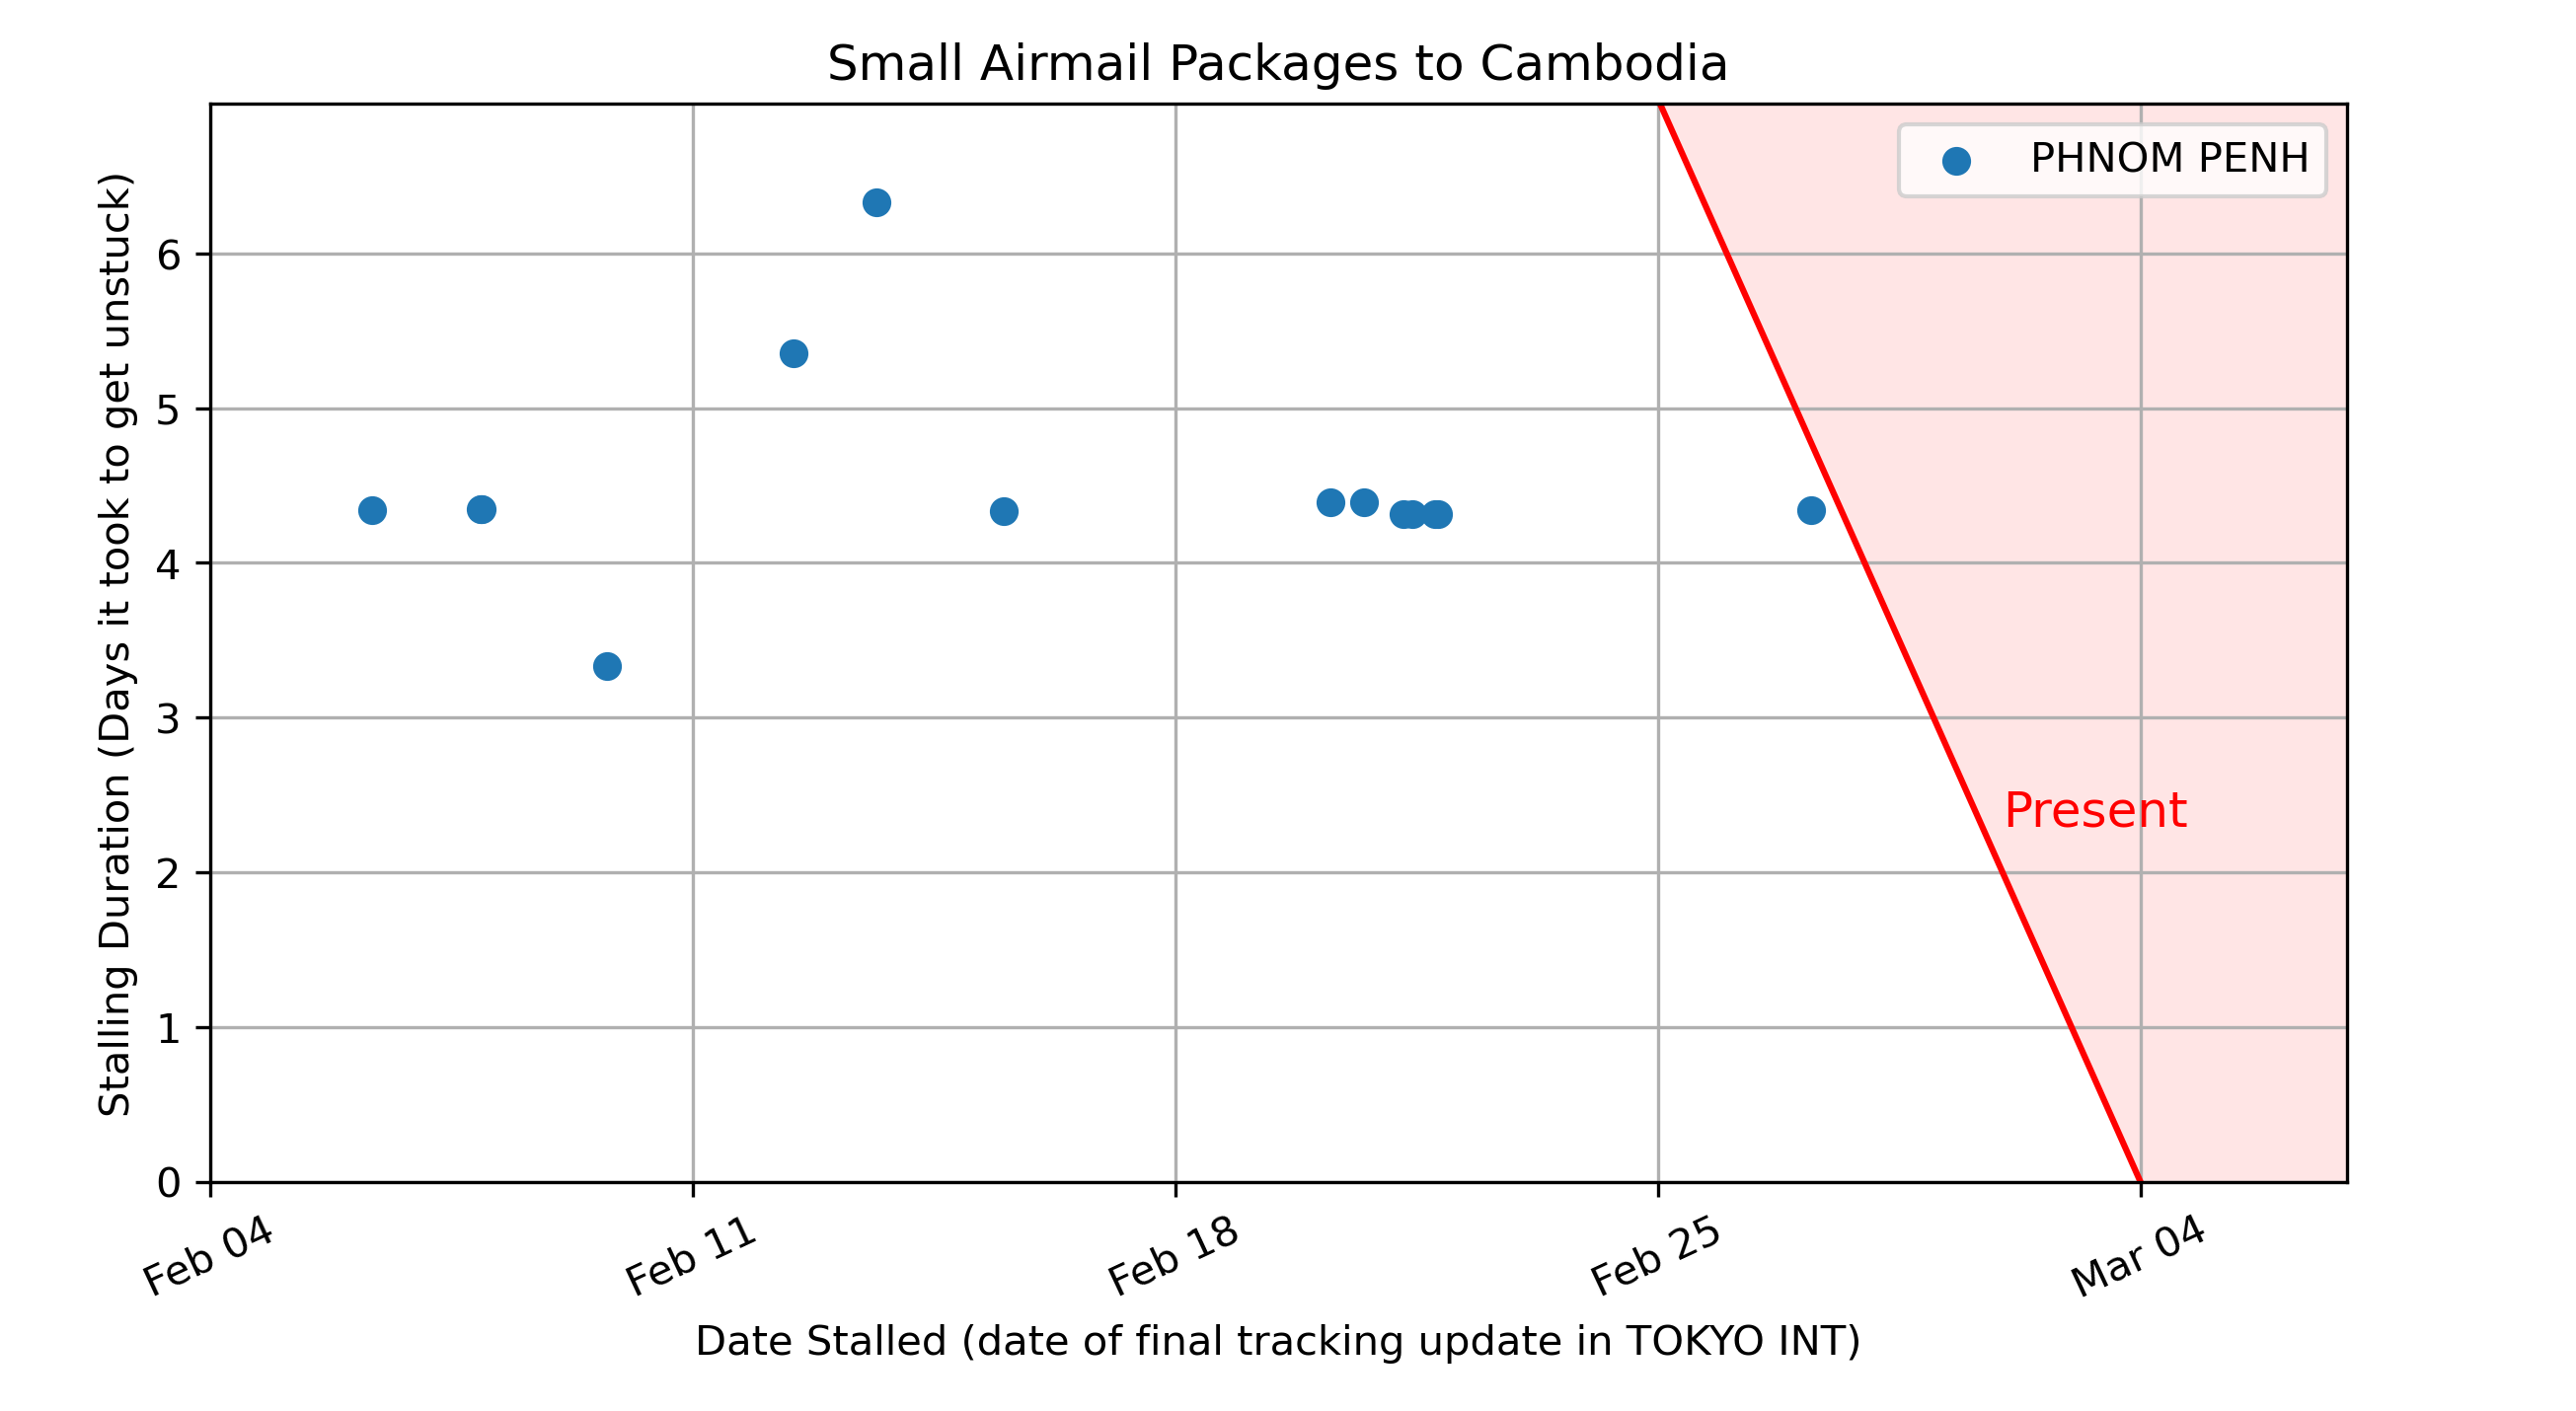 Small Airmail Packages to Cambodia
PHNOM PENH
Stalling Duration (Days it took to get unstuck)
6
5
4
3
2
1
0
Present
Feb 04
Feb 11
Feb 18
Feb 25
Mar 04
Date Stalled (date of final tracking update in TOKYO INT)